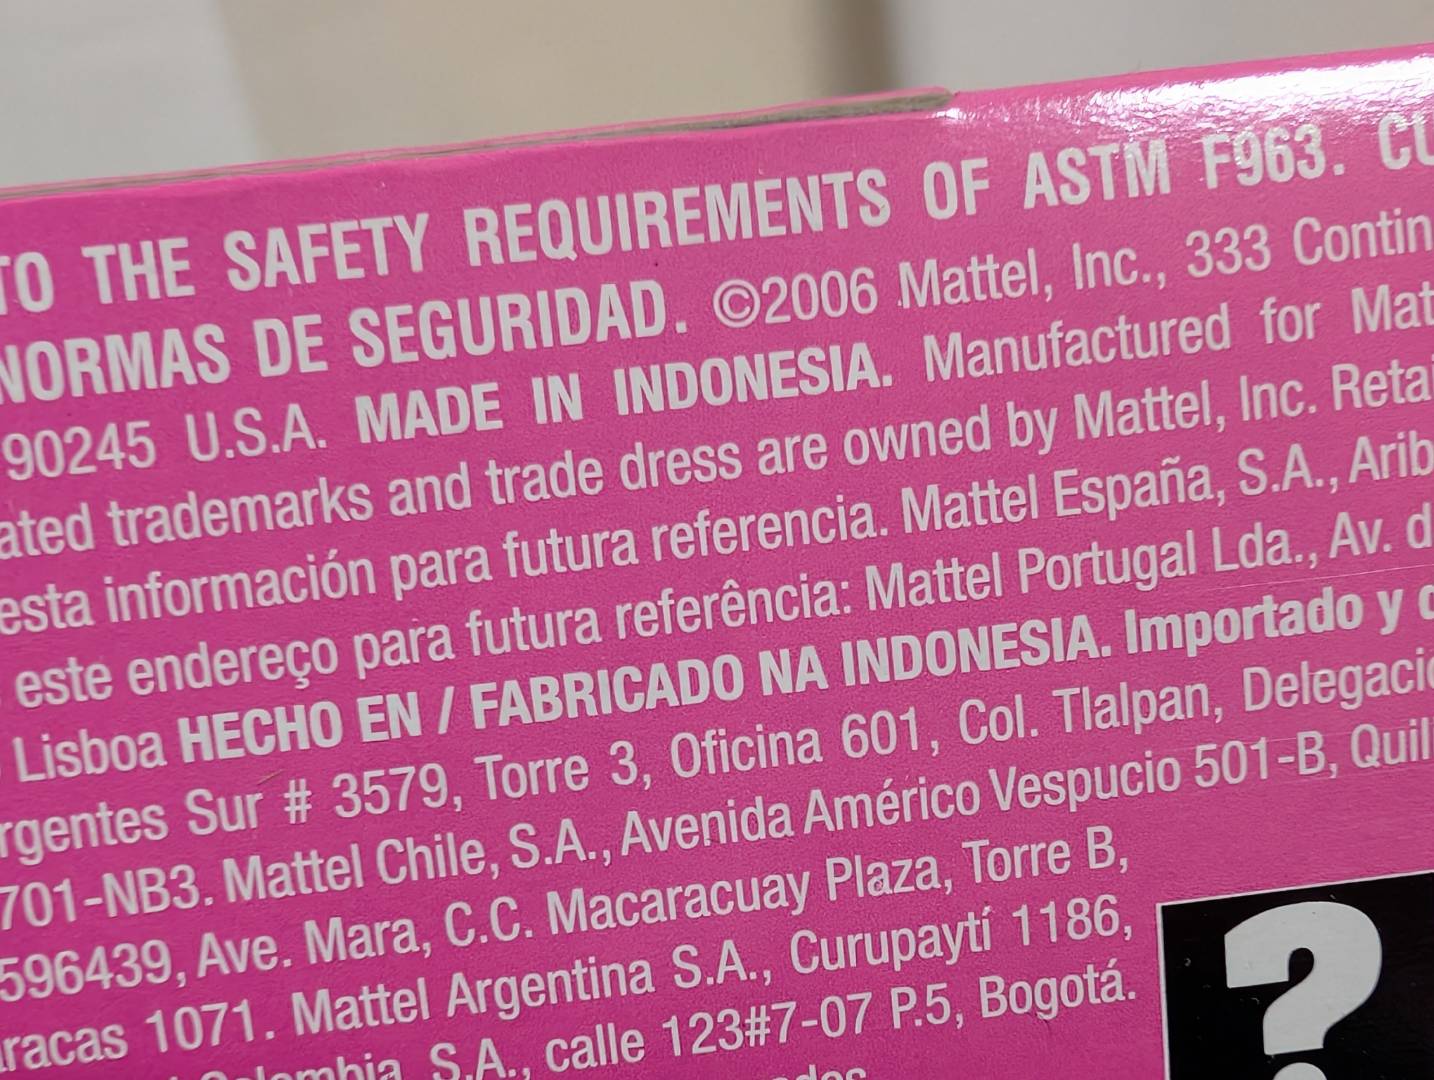 TO THE SAFETY REQUIREMENTS OF ASTM F963. CU
NORMAS DE SEGURIDAD. ©2006 Mattel, Inc., 333 Contin
90245 U.S.A. MADE IN INDONESIA. Manufactured for Mat
ated trademarks and trade dress are owned by Mattel, Inc. Retai
esta información para futura referencia. Mattel España, S.A., Arib
este endereço para futura referência: Mattel Portugal Lda., Av. d
Lisboa HECHO EN / FABRICADO NA INDONESIA. Importado y d
rgentes Sur # 3579, Torre 3, Oficina 601, Col. Tlalpan, Delegació
701-NB3. Mattel Chile, S.A., Avenida Américo Vespucio 501-B, Quil
596439, Ave. Mara, C.C. Macaracuay Plaza, Torre B,
aracas 1071. Mattel Argentina S.A., Curupaytí 1186,
Colombia, S.A., calle 123#7-07 P.5, Bogotá.
?